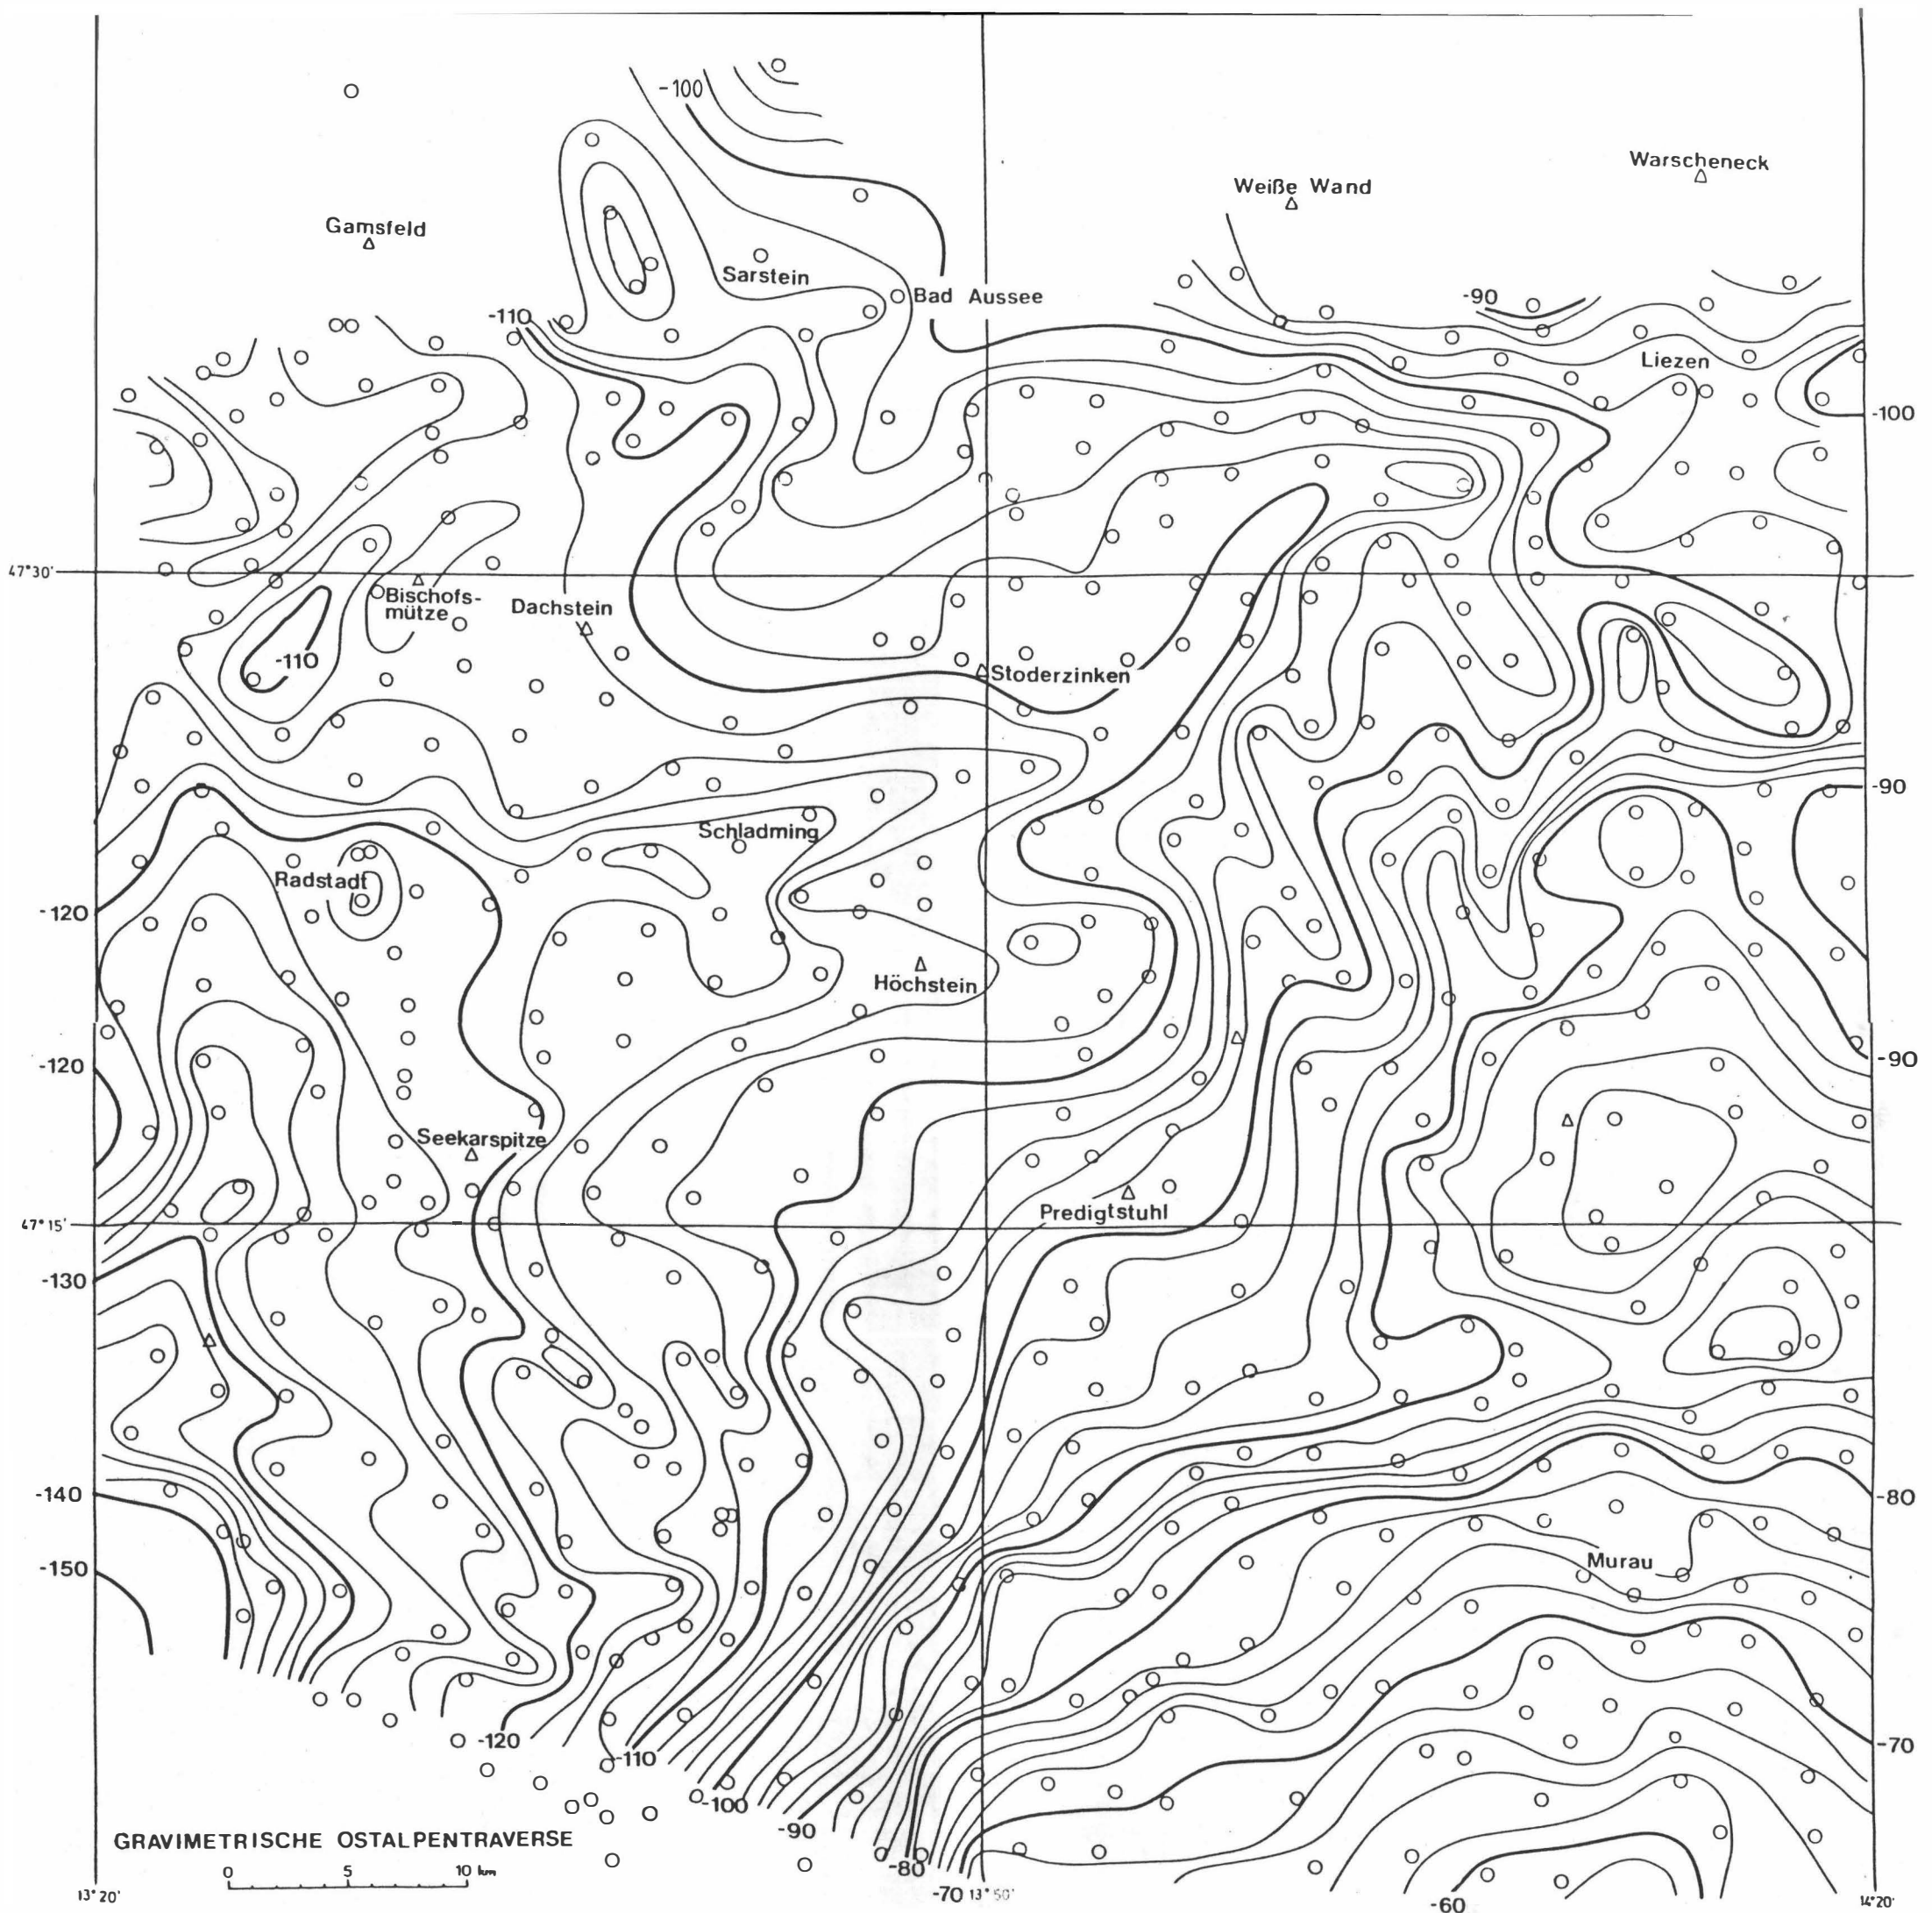 -100
Warscheneck
Weiße Wand
Gamsfeld
Sarstein
Bad Aussee
-90
-110
Liezen
-100
47°30'
Bischofs-
mütze
Dachstein
-110
Stoderzinken
-90
Schladming
Radstadt
-120
Höchstein
-90
-120
Seekarspitze
Predigtstuhl
47°15'
-130
-140
-80
-150
Murau
-120
-70
-110
-100
-90
GRAVIMETRISCHE OSTALPENTRAVERSE
-80
0 5 10 km
13°20'
-70 13°50'
-60
14°20'